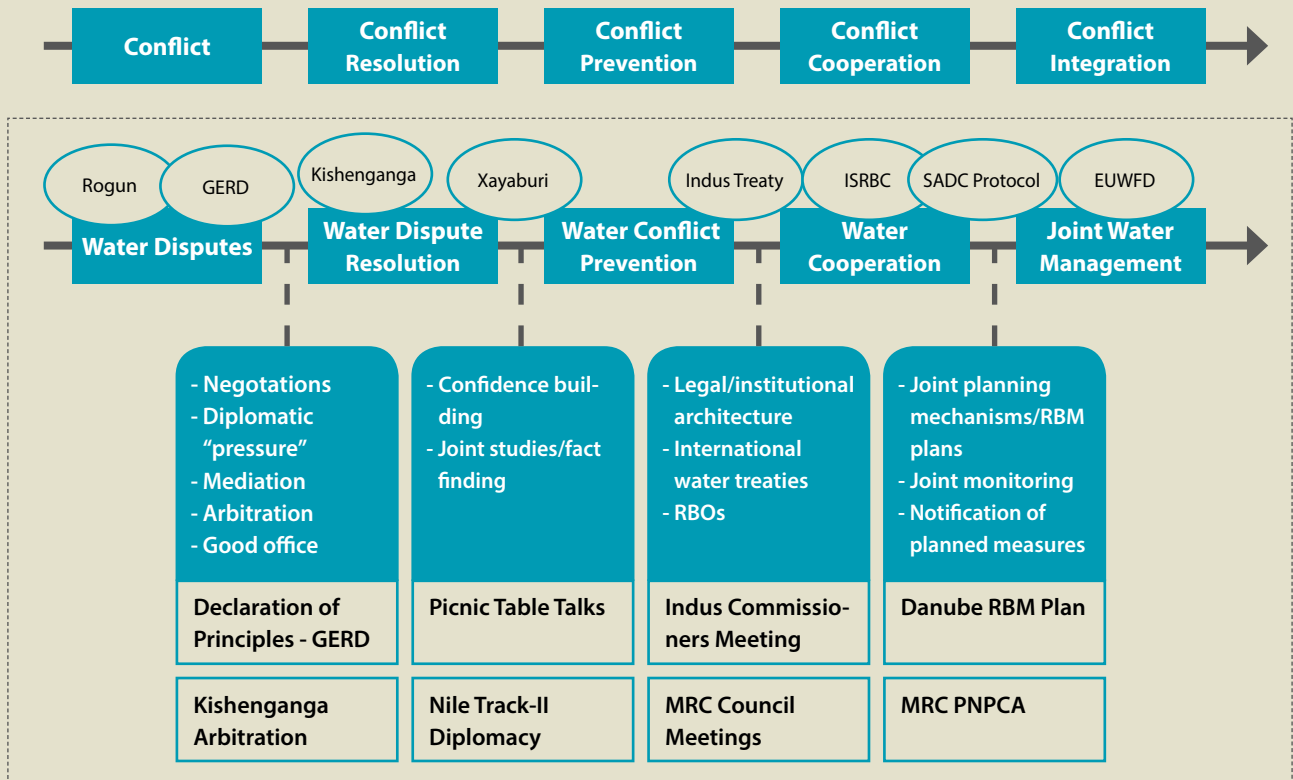 Conflict
Conflict
Resolution
Conflict
Prevention
Conflict
Cooperation
Conflict
Integration
Rogun
GERD
Kishenganga
Xayaburi
Indus Treaty
ISRBC
SADC Protocol
EUWFD
Water Disputes
Water Dispute
Resolution
Water Conflict
Prevention
Water
Cooperation
Joint Water
Management
- Negotations
- Diplomatic
"pressure"
- Mediation
- Arbitration
- Good office
- Confidence buil-
ding
- Joint studies/fact
finding
- Legal/institutional
architecture
- International
water treaties
- RBOs
- Joint planning
mechanisms/RBM
plans
- Joint monitoring
- Notification of
planned measures
Declaration of
Principles - GERD
Picnic Table Talks
Indus Commissio-
ners Meeting
Danube RBM Plan
Kishenganga
Arbitration
Nile Track-II
Diplomacy
MRC Council
Meetings
MRC PNPCA